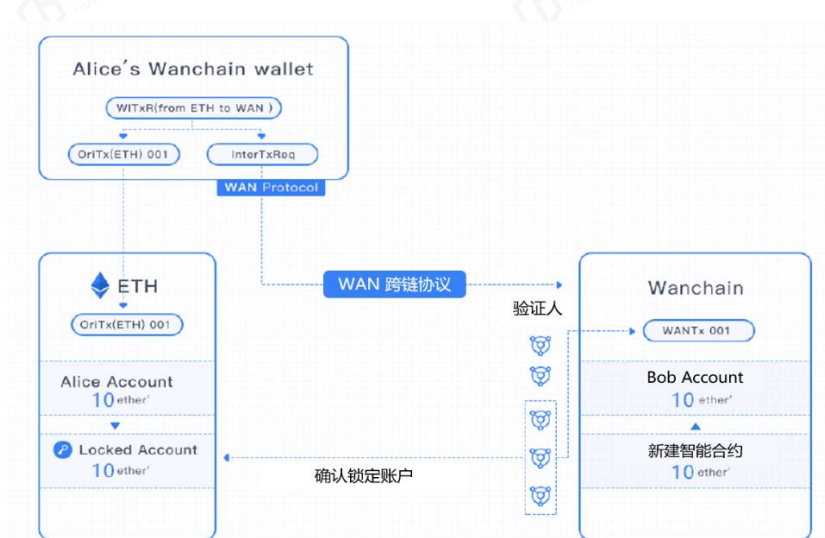 Alice's Wanchain wallet
WITxR(from ETH to WAN )
OriTx(ETH) 001
InterTxReq
WAN Protocol
ETH
OriTx(ETH) 001
Alice Account
10 ether'
Locked Account
10 ether'
WAN 跨链协议
验证人
确认锁定账户
Wanchain
WANTx 001
Bob Account
10 ether'
新建智能合约
10 ether'